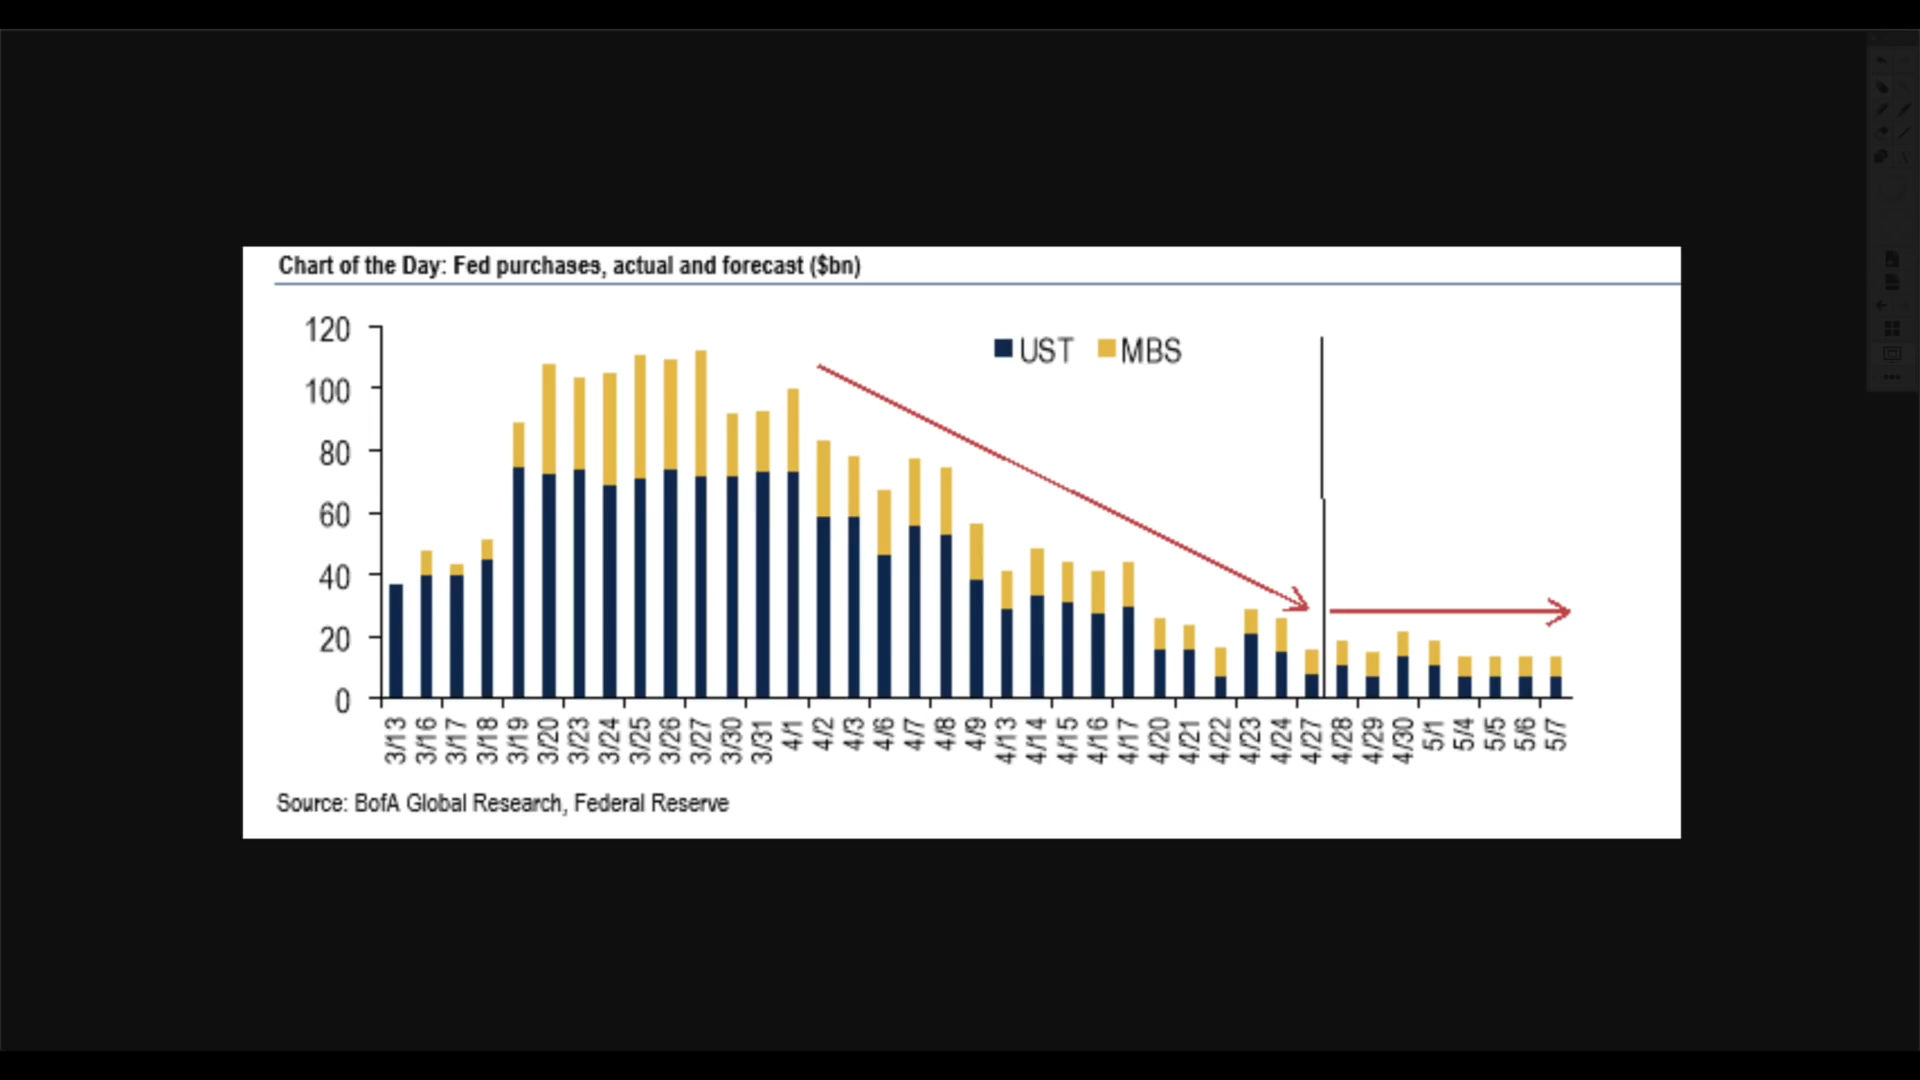 Chart of the Day: Fed purchases, actual and forecast ($bn)
UST MBS
120
100
80
60
40
20
0
3/13 3/16 3/17 3/18 3/19 3/20 3/23 3/24 3/25 3/26 3/27 3/30 3/31 4/1 4/2 4/3 4/6 4/7 4/8 4/9 4/13 4/14 4/15 4/16 4/17 4/20 4/21 4/22 4/23 4/24 4/27 4/28 4/29 4/30 5/1 5/4 5/5 5/6 5/7
Source: BofA Global Research, Federal Reserve